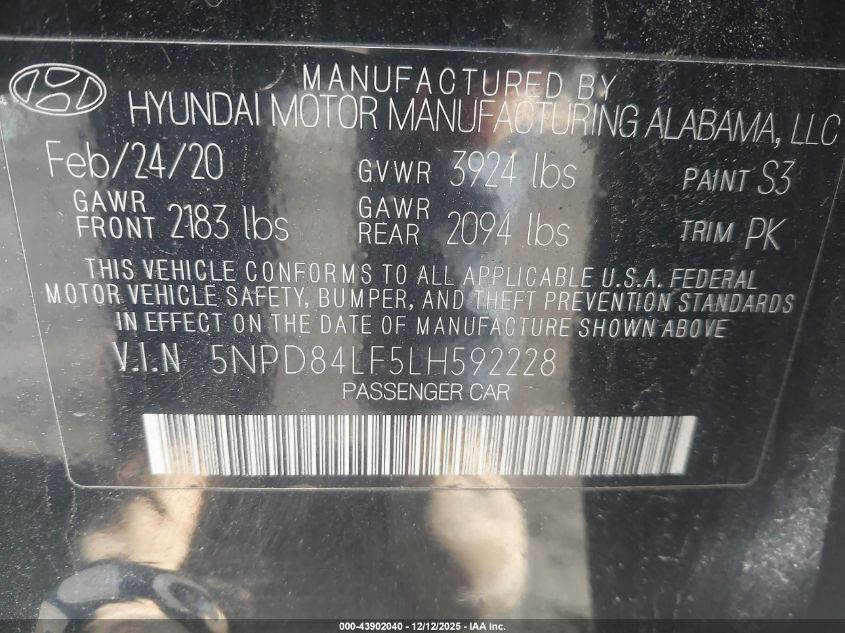 MANUFACTURED BY
HYUNDAI MOTOR MANUFACTURING ALABAMA, LLC
Feb/24/20 GVWR 3924 lbs PAINT S3
GAWR FRONT 2183 lbs GAWR REAR 2094 lbs TRIM PK
THIS VEHICLE CONFORMS TO ALL APPLICABLE U.S.A. FEDERAL
MOTOR VEHICLE SAFETY, BUMPER, AND THEFT PREVENTION STANDARDS
IN EFFECT ON THE DATE OF MANUFACTURE SHOWN ABOVE
V.I.N 5NPD84LF5LH592228
PASSENGER CAR
000-43902040 - 12/12/2025 - IAA Inc.